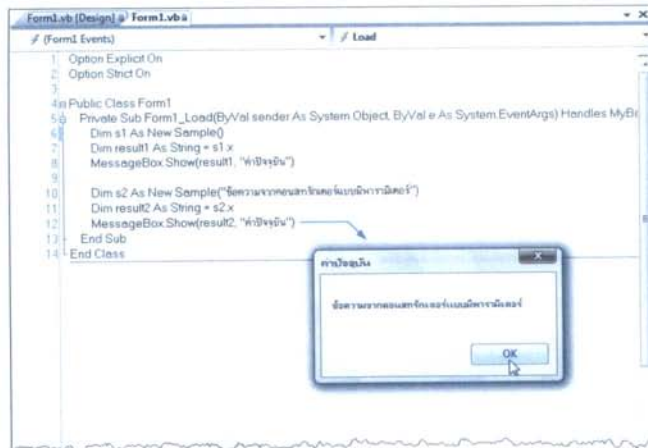 Form1.vb [Design] Form1.vb
(Form1 Events) Load
1 Option Explicit On
2 Option Strict On
3
4 Public Class Form1
5 Private Sub Form1_Load(ByVal sender As System.Object, ByVal e As System.EventArgs) Handles MyBa
6 Dim s1 As New Sample()
7 Dim result1 As String = s1.x
8 MessageBox.Show(result1, "ค่าปัจจุบัน")
9
10 Dim s2 As New Sample("ข้อความจากคอนสทรัคเตอร์แบบมีพารามิเตอร์")
11 Dim result2 As String = s2.x
12 MessageBox.Show(result2, "ค่าปัจจุบัน")
13 End Sub
14 End Class
ค่าปัจจุบัน
ข้อความจากคอนสทรัคเตอร์แบบมีพารามิเตอร์
OK